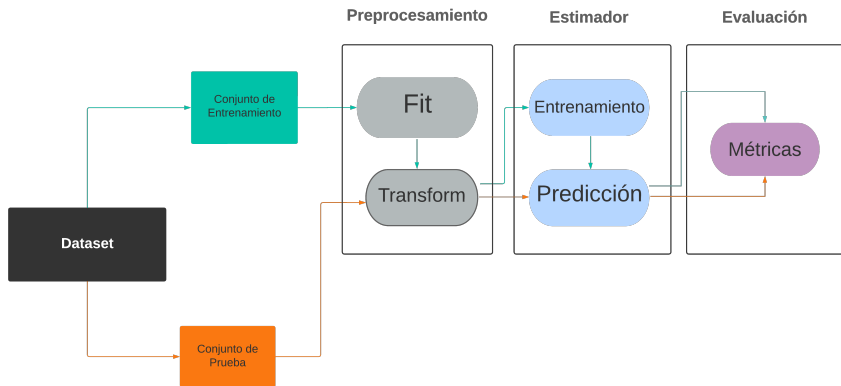 Preprocesamiento
Estimador
Evaluación
Conjunto de
Entrenamiento
Fit
Entrenamiento
Métricas
Transform
Predicción
Dataset
Conjunto de
Prueba